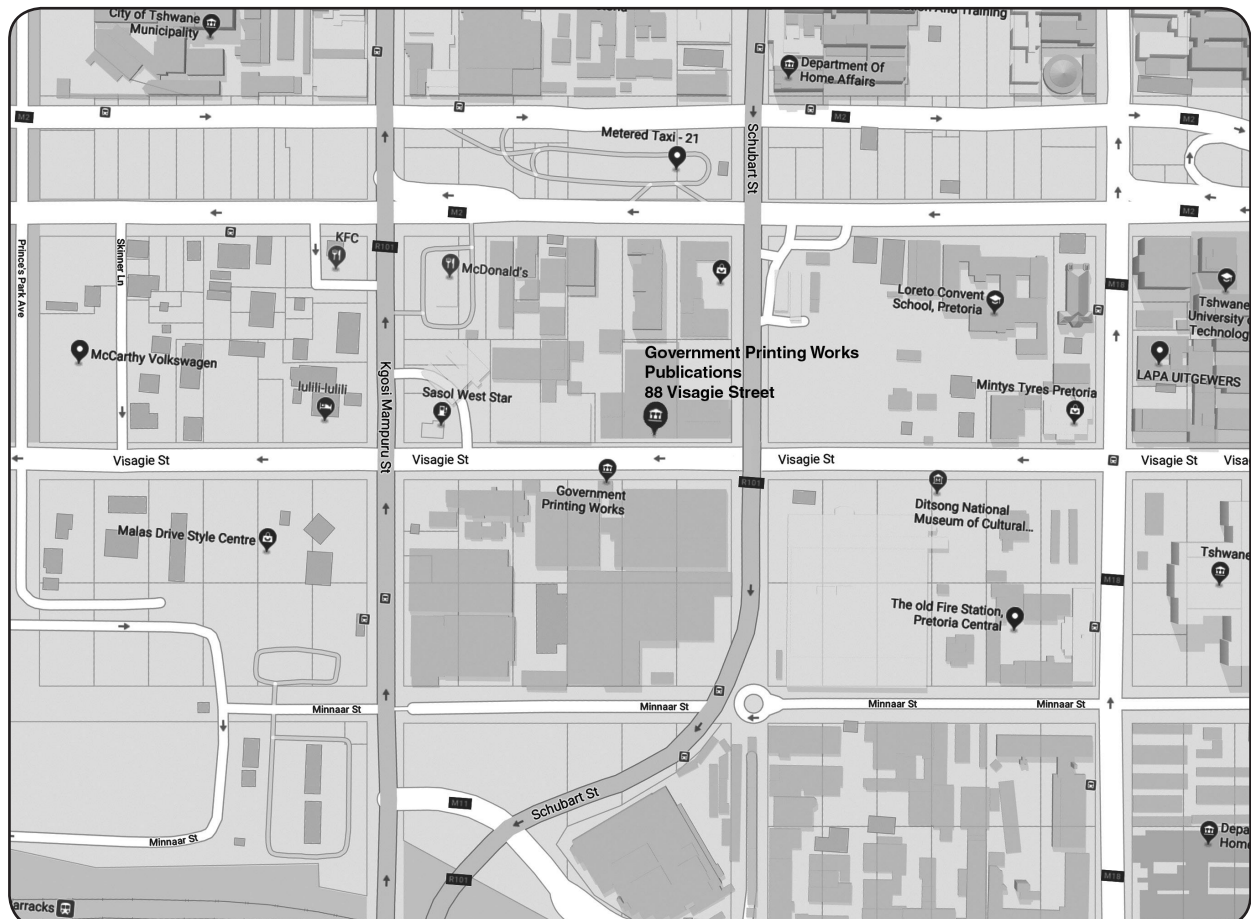 City of Tshwane
Municipality
Department Of
Home Affairs
M2
M2
M2
Metered Taxi - 21
Schubart St
M2
M2
KFC
R101
McDonald's
Prince's Park Ave
Skinner Ln
Loreto Convent
School, Pretoria
M18
Tshwane
University
Technolog
McCarthy Volkswagen
Government Printing Works
Publications
88 Visagie Street
LAPA UITGEWERS
Iulili-lulili
Kgosi Mampuru St
Sasol West Star
Mintys Tyres Pretoria
Visagie St
Visagie St
Visagie St
Visagie St
Visa
R101
Government
Printing Works
Ditsong National
Museum of Cultural...
Malas Drive Style Centre
Tshwane
M18
The old Fire Station,
Pretoria Central
Minnaar St
Minnaar St
Minnaar St
Minnaar St
M11
Schubart St
Minnaar St
Depa
Home
R101
M18
arracks